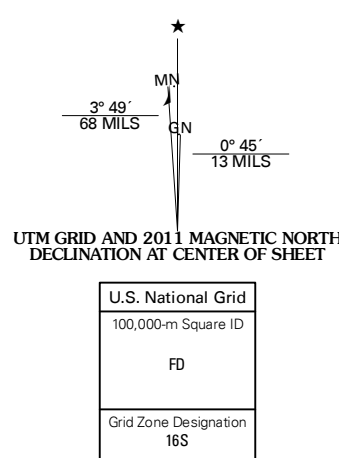 ★
MN
3° 49´
68 MILS
GN
0° 45´
13 MILS
UTM GRID AND 2011 MAGNETIC NORTH
DECLINATION AT CENTER OF SHEET
U.S. National Grid
100,000-m Square ID
FD
Grid Zone Designation
16S